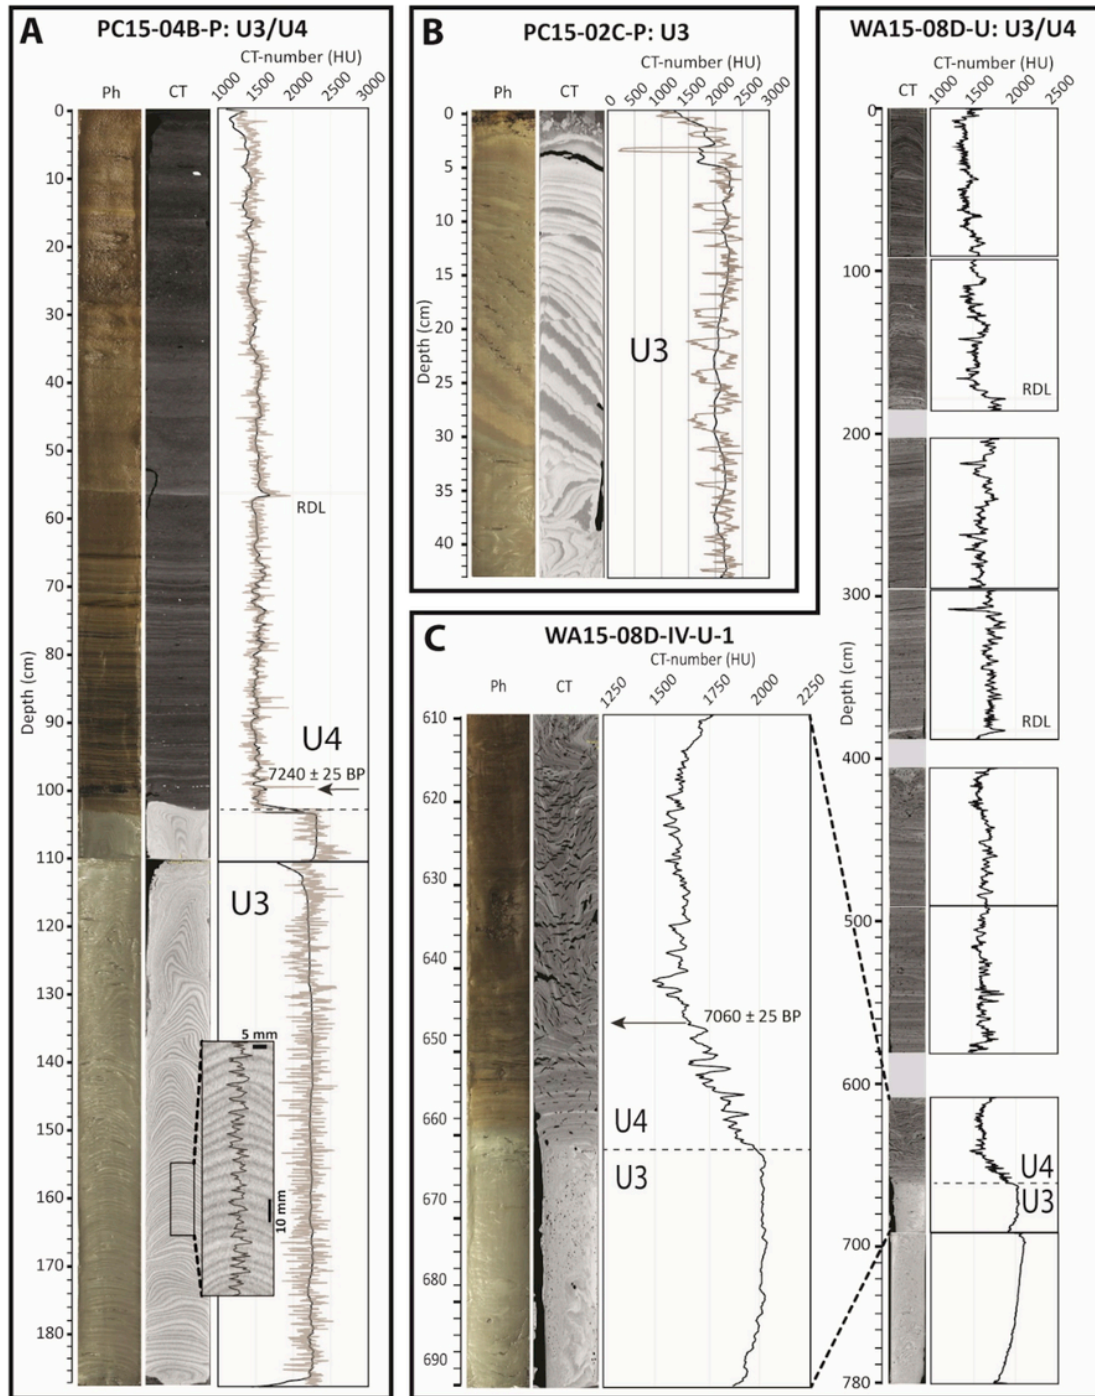 A
PC15-04B-P: U3/U4
CT-number (HU)
Ph
CT
1000
1500
2000
2500
3000
Depth (cm)
0
10
20
30
40
50
60
70
80
90
100
110
120
130
140
150
160
170
180
RDL
U4
7240 ± 25 BP
U3
5 mm
10 mm
B
PC15-02C-P: U3
CT-number (HU)
Ph
CT
0
500
1000
1500
2000
2500
3000
Depth (cm)
0
5
10
15
20
25
30
35
40
U3
C
WA15-08D-IV-U-1
CT-number (HU)
Ph
CT
1250
1500
1750
2000
2250
Depth (cm)
610
620
630
640
650
660
670
680
690
7060 ± 25 BP
U4
U3
WA15-08D-U: U3/U4
CT-number (HU)
CT
1000
1500
2000
2500
Depth (cm)
0
100
200
300
400
500
600
700
780
RDL
RDL
U4
U3